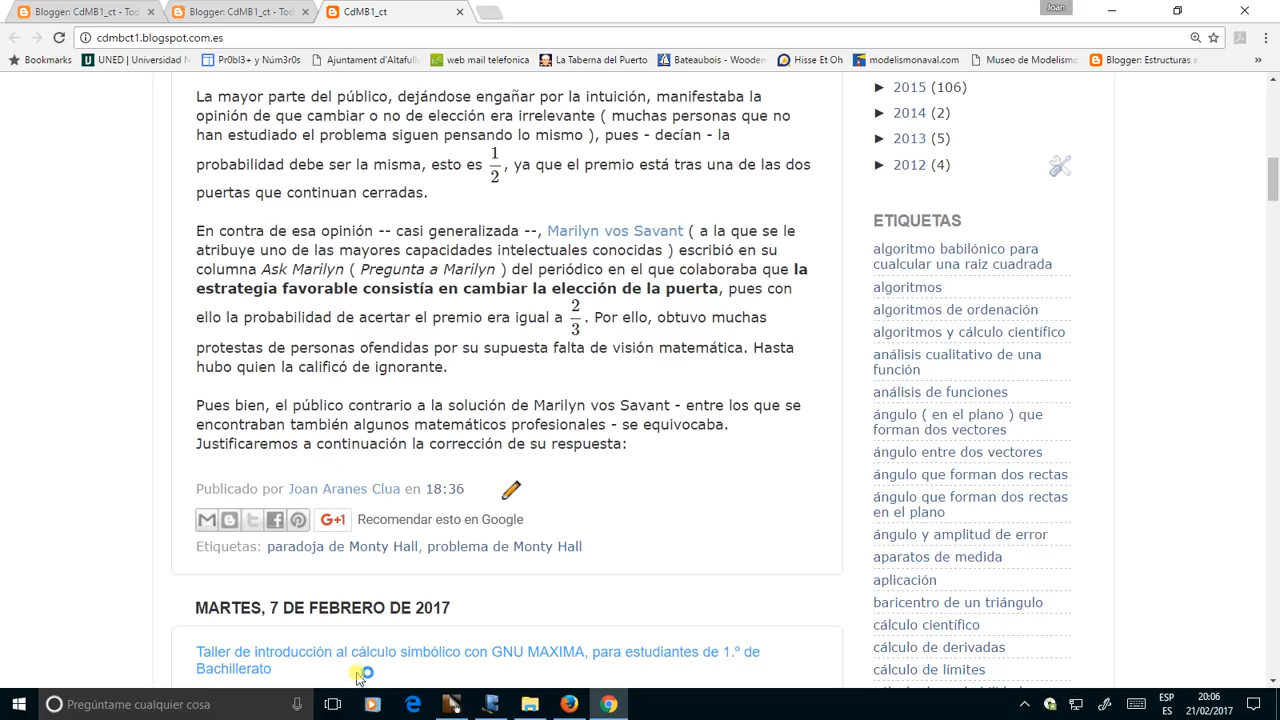 Blogger: CdMB1_ct - Tod
Blogger: CdMB1_ct - Tod
CdMB1_ct
Joan
cdmbct1.blogspot.com.es
Bookmarks
UNED | Universidad N
Pr0bl3+ y Núm3r0s
Ajuntament d'Altafull
web mail telefonica
La Taberna del Puerto
Bateaubois - Wooden
Hisse Et Oh
modelismonaval.com
Museo de Modelism
Blogger: Estructuras a
»
La mayor parte del público, dejándose engañar por la intuición, manifestaba la
opinión de que cambiar o no de elección era irrelevante ( muchas personas que no
han estudiado el problema siguen pensando lo mismo ), pues - decían - la
probabilidad debe ser la misma, esto es 1/2, ya que el premio está tras una de las dos
puertas que continuan cerradas.
En contra de esa opinión -- casi generalizada --, Marilyn vos Savant ( a la que se le
atribuye uno de las mayores capacidades intelectuales conocidas ) escribió en su
columna Ask Marilyn ( Pregunta a Marilyn ) del periódico en el que colaboraba que la
estrategia favorable consistía en cambiar la elección de la puerta, pues con
ello la probabilidad de acertar el premio era igual a 2/3. Por ello, obtuvo muchas
protestas de personas ofendidas por su supuesta falta de visión matemática. Hasta
hubo quien la calificó de ignorante.
Pues bien, el público contrario a la solución de Marilyn vos Savant - entre los que se
encontraban también algunos matemáticos profesionales - se equivocaba.
Justificaremos a continuación la corrección de su respuesta:
Publicado por Joan Aranes Clua en 18:36
G+1 Recomendar esto en Google
Etiquetas: paradoja de Monty Hall, problema de Monty Hall
MARTES, 7 DE FEBRERO DE 2017
Taller de introducción al cálculo simbólico con GNU MAXIMA, para estudiantes de 1.º de
Bachillerato
► 2015 (106)
► 2014 (2)
► 2013 (5)
► 2012 (4)
ETIQUETAS
algoritmo babilónico para
cualcular una raiz cuadrada
algoritmos
algoritmos de ordenación
algoritmos y cálculo científico
análisis cualitativo de una
función
análisis de funciones
ángulo ( en el plano ) que
forman dos vectores
ángulo entre dos vectores
ángulo que forman dos rectas
ángulo que forman dos rectas
en el plano
ángulo y amplitud de error
aparatos de medida
aplicación
baricentro de un triángulo
cálculo científico
cálculo de derivadas
cálculo de límites
Pregúntame cualquier cosa
ESP
ES
20:06
21/02/2017